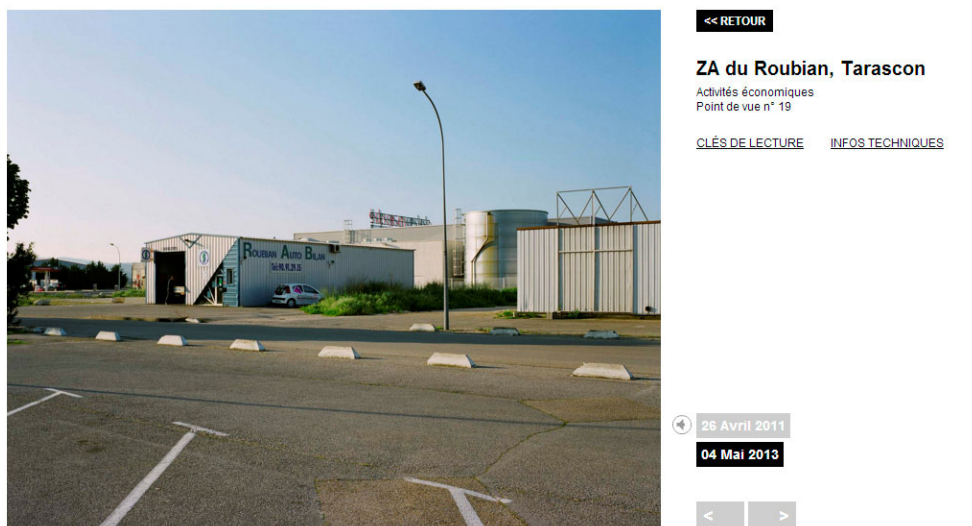 << RETOUR
ZA du Roubian, Tarascon
Activités économiques
Point de vue n° 19
CLÉS DE LECTURE INFOS TECHNIQUES
ROUBIAN AUTO BILAN
26 Avril 2011
04 Mai 2013
< >